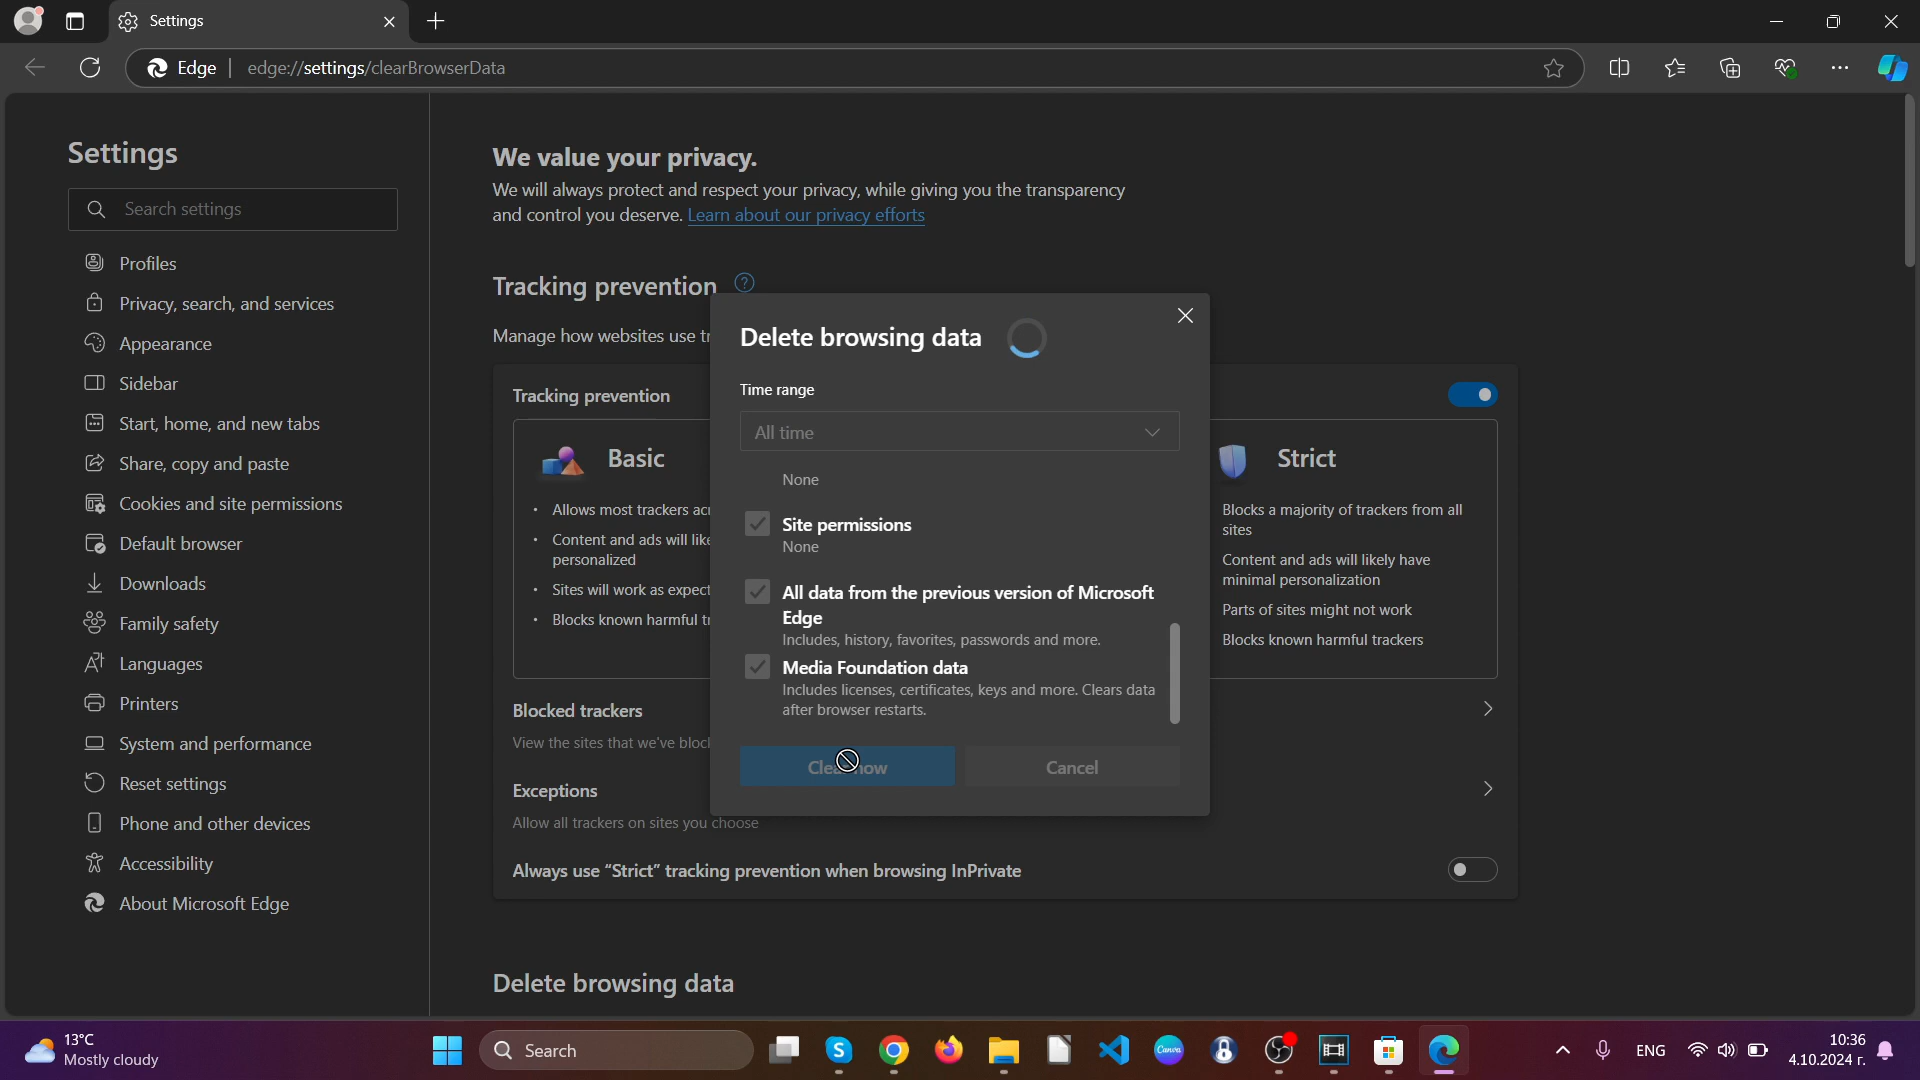 Settings
Edge
edge://settings/clearBrowserData
Settings
Search settings
Profiles
Privacy, search, and services
Appearance
Sidebar
Start, home, and new tabs
Share, copy and paste
Cookies and site permissions
Default browser
Downloads
Family safety
Languages
Printers
System and performance
Reset settings
Phone and other devices
Accessibility
About Microsoft Edge
We value your privacy.
We will always protect and respect your privacy, while giving you the transparency
and control you deserve. Learn about our privacy efforts
Tracking prevention
Manage how websites use
Tracking prevention
Basic
Allows most trackers
Content and ads will
personalized
Sites will work as
Blocks known harmful
Strict
Blocks a majority of trackers from all
sites
Content and ads will likely have
minimal personalization
Parts of sites might not work
Blocks known harmful trackers
Blocked trackers
View the sites that we've
Exceptions
Allow all trackers on sites you choose
Always use “Strict” tracking prevention when browsing InPrivate
Delete browsing data
Delete browsing data
Time range
All time
None
Site permissions
None
All data from the previous version of Microsoft
Edge
Includes, history, favorites, passwords and more.
Media Foundation data
Includes licenses, certificates, keys and more. Clears data
after browser restarts.
Cancel
13°C
Mostly cloudy
Search
Canva
ENG
10:36
4.10.2024 г.